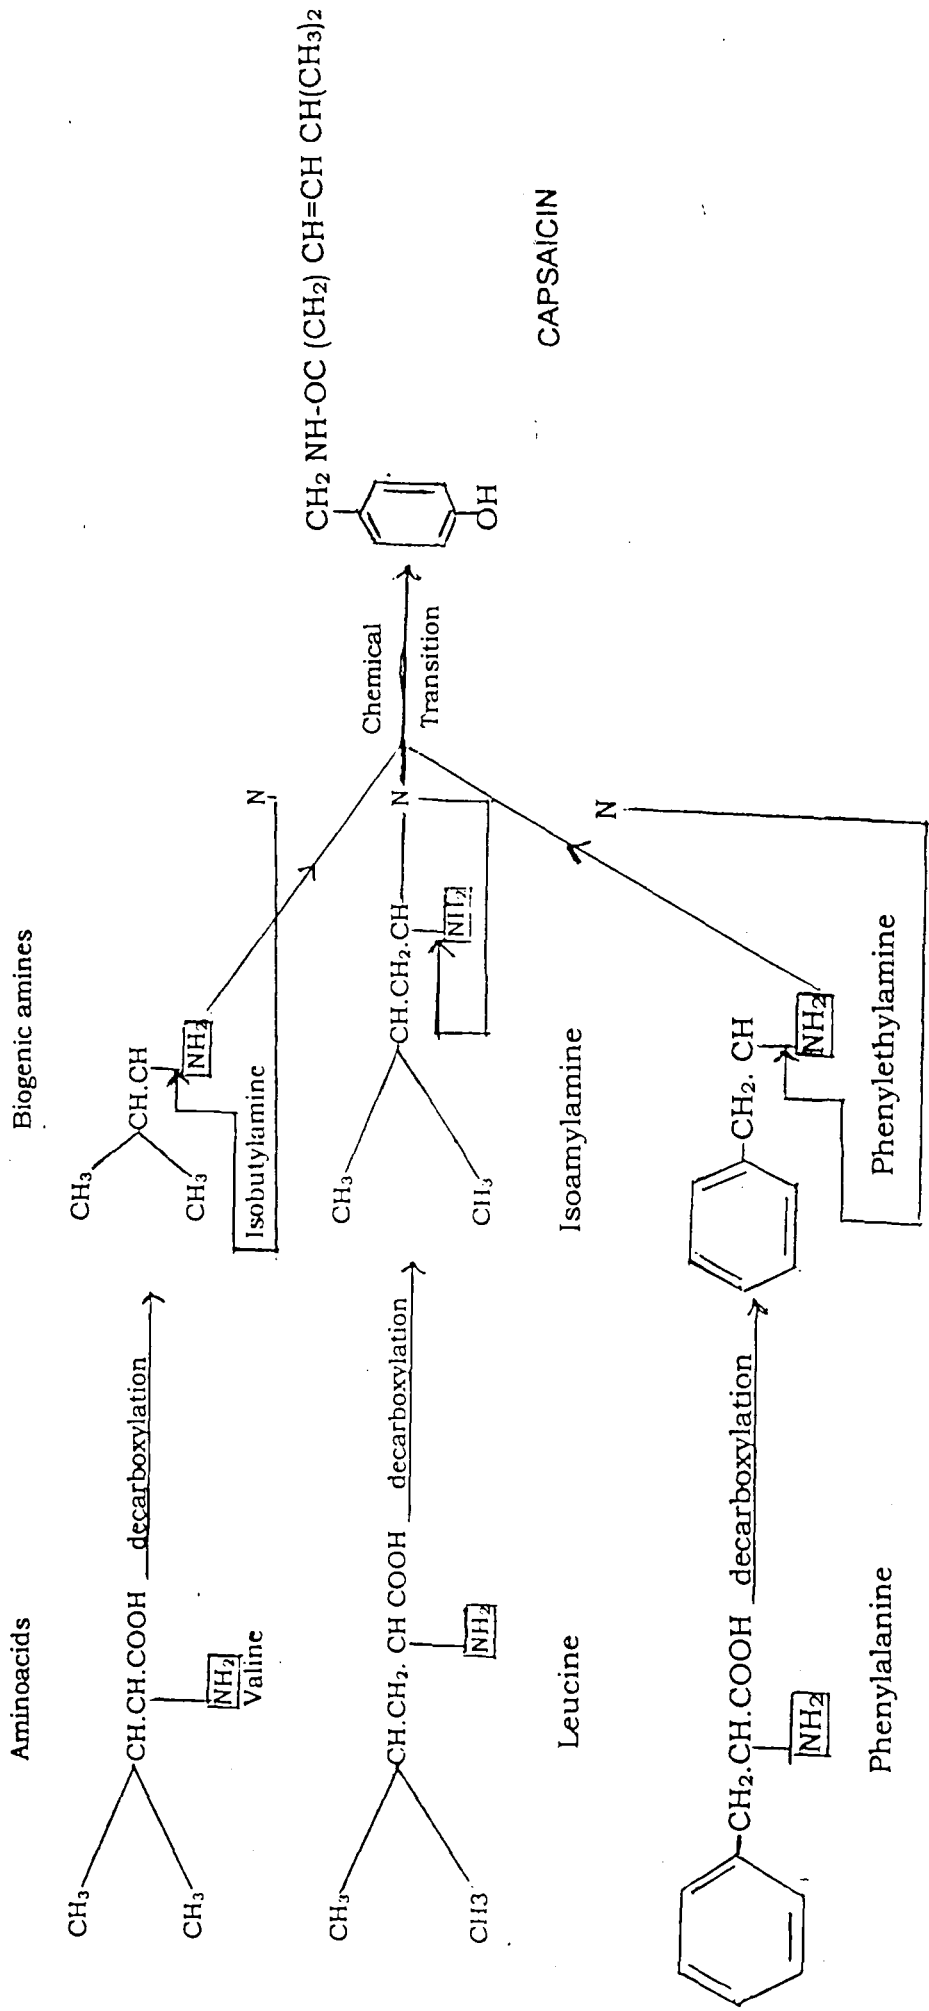 Aminoacids
Biogenic amines
CH3
CH3
CH.CH.COOH
NH2
Valine
decarboxylation
CH3
CH3
CH.CH
NH2
Isobutylamine
N
CH3
CH3
CH.CH2. CH COOH
NH2
Leucine
decarboxylation
CH3
CH3
CH.CH2.CH
NH2
N
Isoamylamine
CH2.CH.COOH
NH2
Phenylalanine
decarboxylation
CH2. CH
NH2
N
Phenylethylamine
Chemical
Transition
CH2 NH-OC (CH2) CH=CH CH(CH3)2
OH
CAPSAICIN